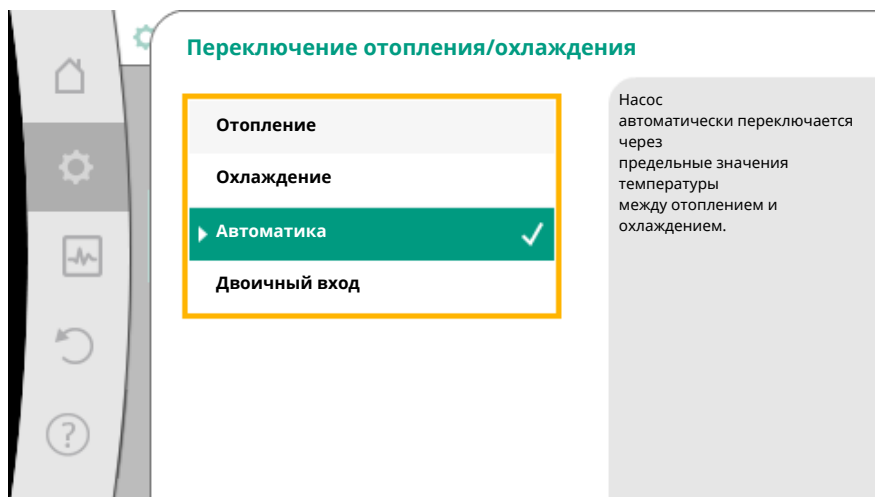 Переключение отопления/охлаждения
Отопление
Охлаждение
Автоматика
Двоичный вход
Насос
автоматически переключается
через
предельные значения
температуры
между отоплением и
охлаждением.
?